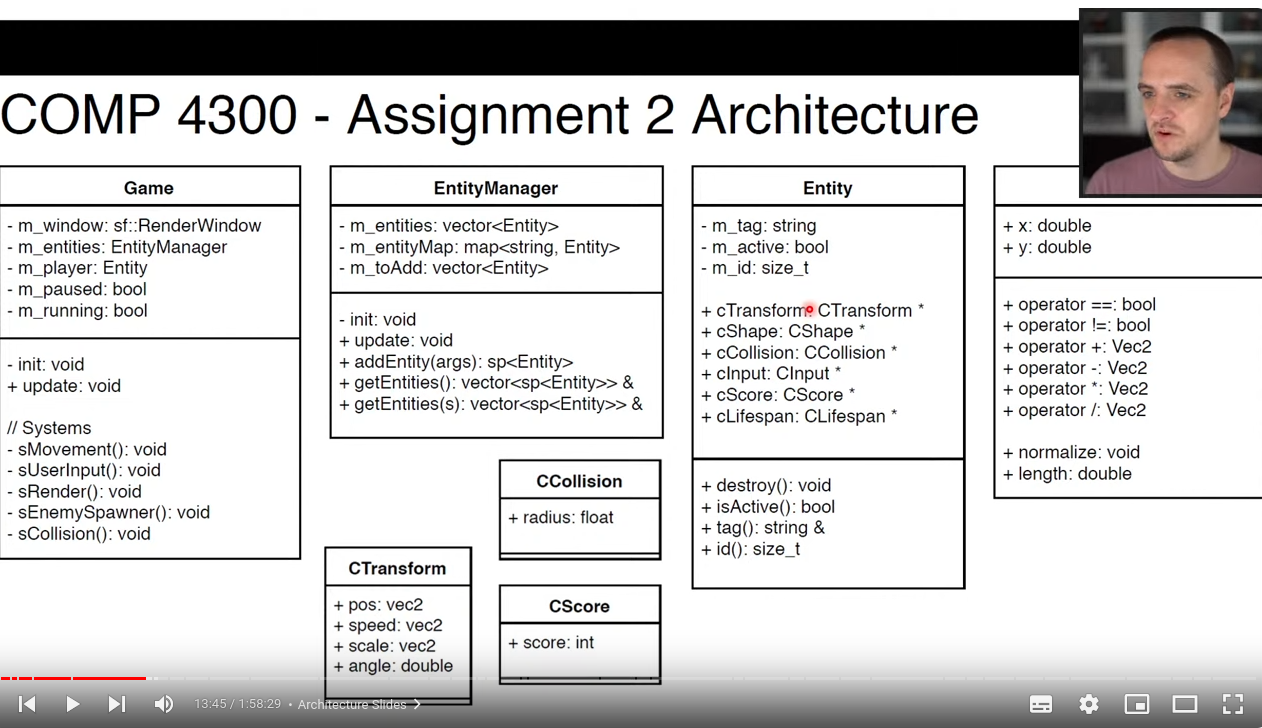 COMP 4300 - Assignment 2 Architecture
Game
- m_window: sf::RenderWindow
- m_entities: EntityManager
- m_player: Entity
- m_paused: bool
- m_running: bool
- init: void
+ update: void
// Systems
- sMovement(): void
- sUserInput(): void
- sRender(): void
- sEnemySpawner(): void
- sCollision(): void
EntityManager
- m_entities: vector<Entity>
- m_entityMap: map<string, Entity>
- m_toAdd: vector<Entity>
- init: void
+ update: void
+ addEntity(args): sp<Entity>
+ getEntities(): vector<sp<Entity>> &
+ getEntities(s): vector<sp<Entity>> &
CTransform
+ pos: vec2
+ speed: vec2
+ scale: vec2
+ angle: double
CCollision
+ radius: float
CScore
+ score: int
Entity
- m_tag: string
- m_active: bool
- m_id: size_t
+ cTransform: CTransform *
+ cShape: CShape *
+ cCollision: CCollision *
+ cInput: CInput *
+ cScore: CScore *
+ cLifespan: CLifespan *
+ destroy(): void
+ isActive(): bool
+ tag(): string &
+ id(): size_t
+ x: double
+ y: double
+ operator ==: bool
+ operator !=: bool
+ operator +: Vec2
+ operator -: Vec2
+ operator *: Vec2
+ operator /: Vec2
+ normalize: void
+ length: double
13:45 / 1:58:29 • Architecture Slides >